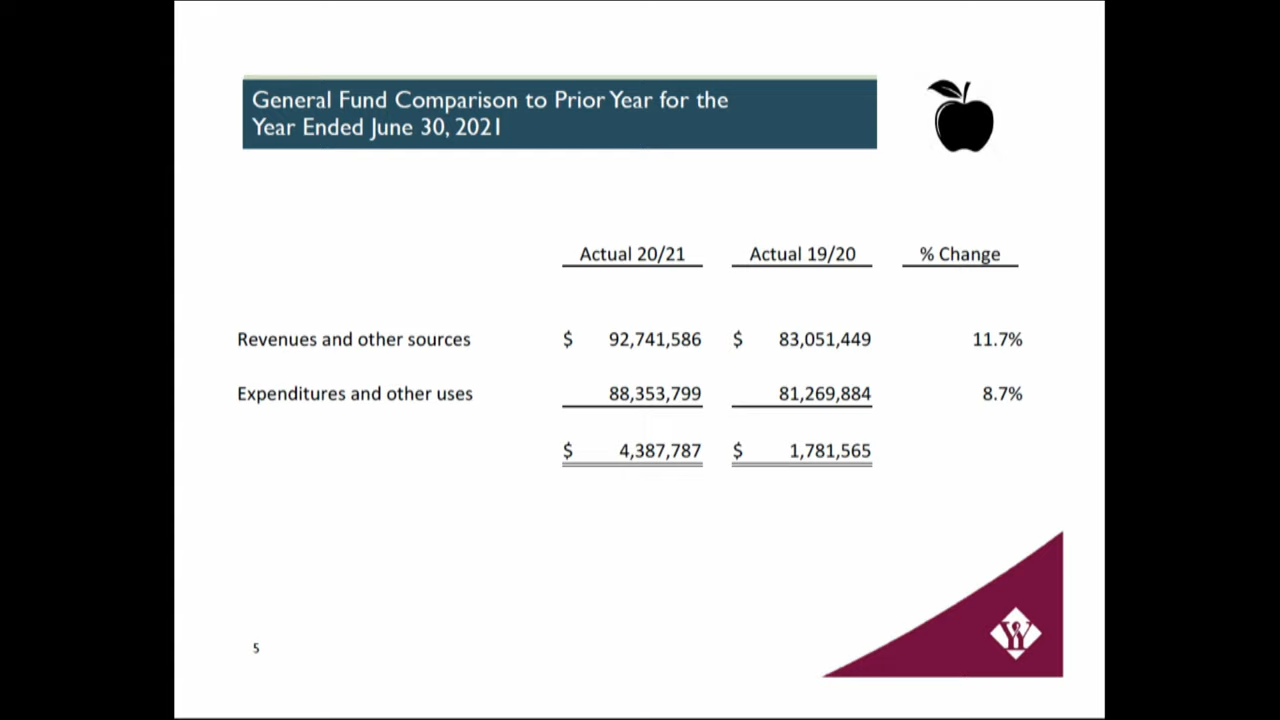 General Fund Comparison to Prior Year for the
Year Ended June 30, 2021
Actual 20/21 Actual 19/20 % Change
Revenues and other sources $ 92,741,586 $ 83,051,449 11.7%
Expenditures and other uses 88,353,799 81,269,884 8.7%
$ 4,387,787 $ 1,781,565
5